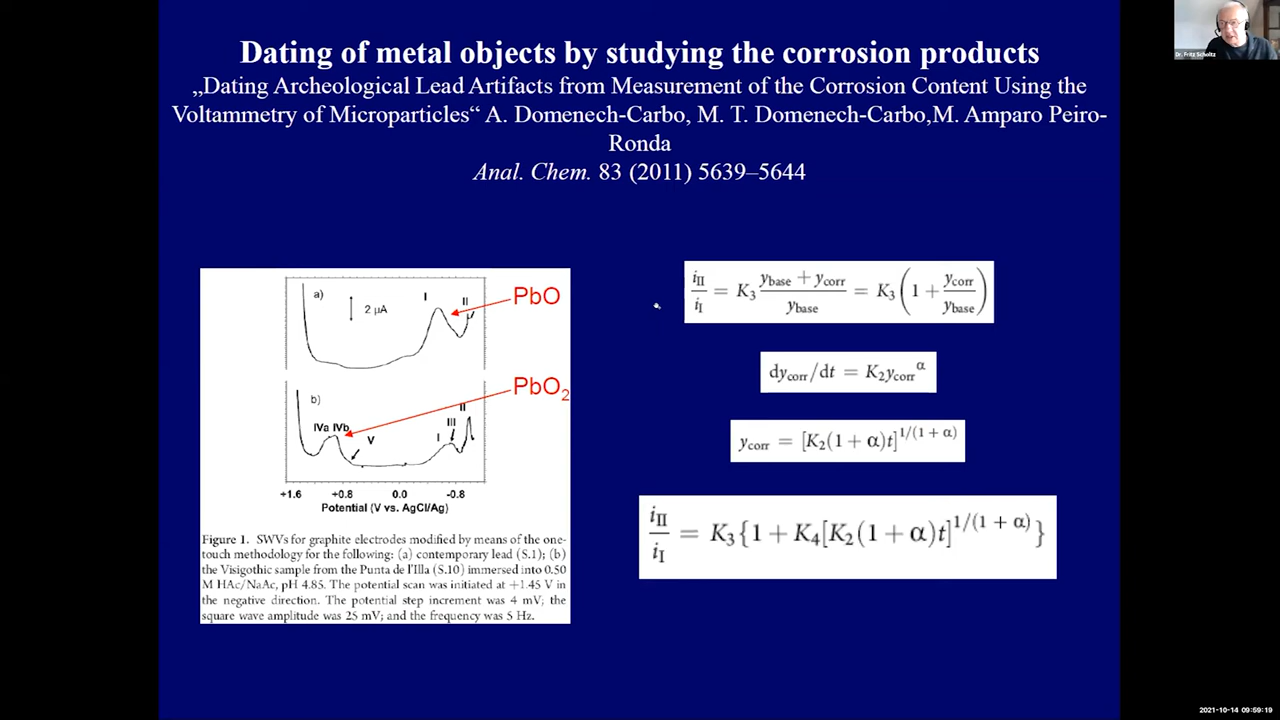 Dating of metal objects by studying the corrosion products
„Dating Archeological Lead Artifacts from Measurement of the Corrosion Content Using the
Voltammetry of Microparticles“ A. Domenech-Carbo, M. T. Domenech-Carbo,M. Amparo Peiro-
Ronda
Anal. Chem. 83 (2011) 5639–5644
Dr. Fritz Scholtz
a)
2 µA
I
II
PbO
b)
IVa IVb
V
I
III
II
PbO₂
+1.6 +0.8 0.0 -0.8
Potential (V vs. AgCl/Ag)
Figure 1. SWVs for graphite electrodes modified by means of the one-
touch methodology for the following: (a) contemporary lead (S.1); (b)
the Visigothic sample from the Punta de l'Illa (S.10) immersed into 0.50
M HAc/NaAc, pH 4.85. The potential scan was initiated at +1.45 V in
the negative direction. The potential step increment was 4 mV; the
square wave amplitude was 25 mV; and the frequency was 5 Hz.
i_II/i_I = K₃ (y_base + y_corr)/y_base = K₃(1 + y_corr/y_base)
dy_corr/dt = K₂y_corr^α
y_corr = [K₂(1 + α)t]^1/(1 + α)
i_II/i_I = K₃{1 + K₄[K₂(1 + α)t]^1/(1 + α)}
2021-10-14 09:59:19